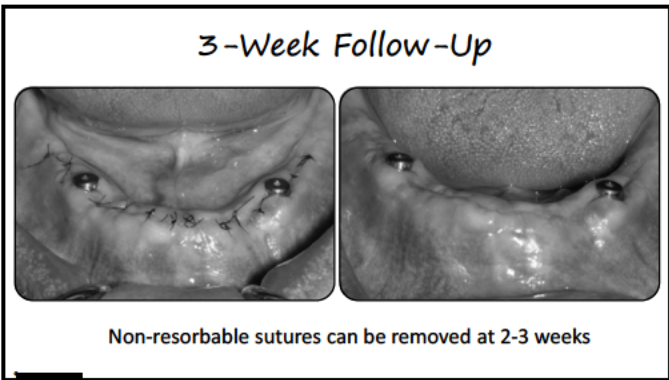 3-Week Follow-Up
Non-resorbable sutures can be removed at 2-3 weeks